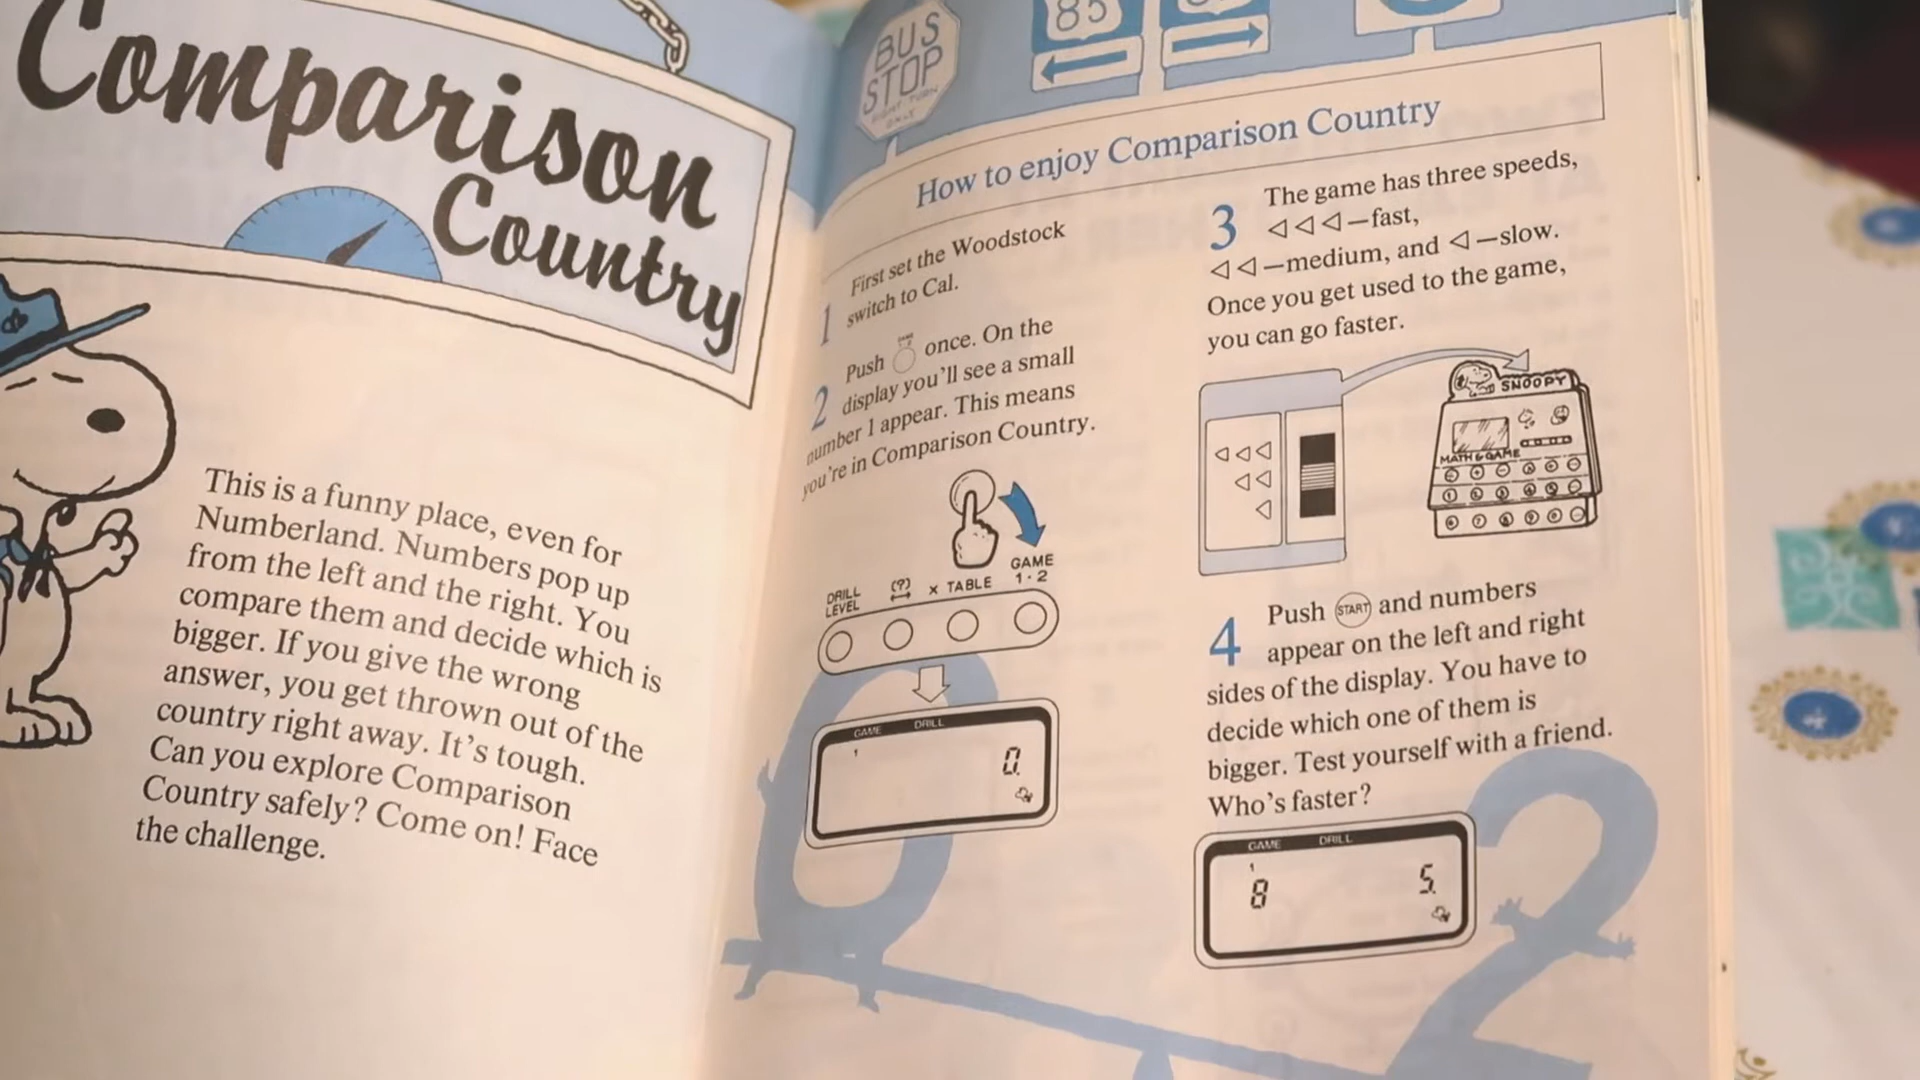 Comparison
Country
This is a funny place, even for
Numberland. Numbers pop up
from the left and the right. You
compare them and decide which is
bigger. If you give the wrong
answer, you get thrown out of the
country right away. It's tough.
Can you explore Comparison
Country safely? Come on! Face
the challenge.
BUS
STOP
RIGHT TURN
ONLY
85
How to enjoy Comparison Country
1 First set the Woodstock
switch to Cal.
2 Push once. On the
display you'll see a small
number 1 appear. This means
you're in Comparison Country.
DRILL
LEVEL
(?)
x TABLE
GAME
1·2
GAME DRILL
1
0.
3 The game has three speeds,
◁◁◁—fast,
◁◁—medium, and ◁—slow.
Once you get used to the game,
you can go faster.
◁◁◁
◁◁
◁
SNOOPY
MATH & GAME
4 Push START and numbers
appear on the left and right
sides of the display. You have to
decide which one of them is
bigger. Test yourself with a friend.
Who's faster?
GAME DRILL
1
8 5.